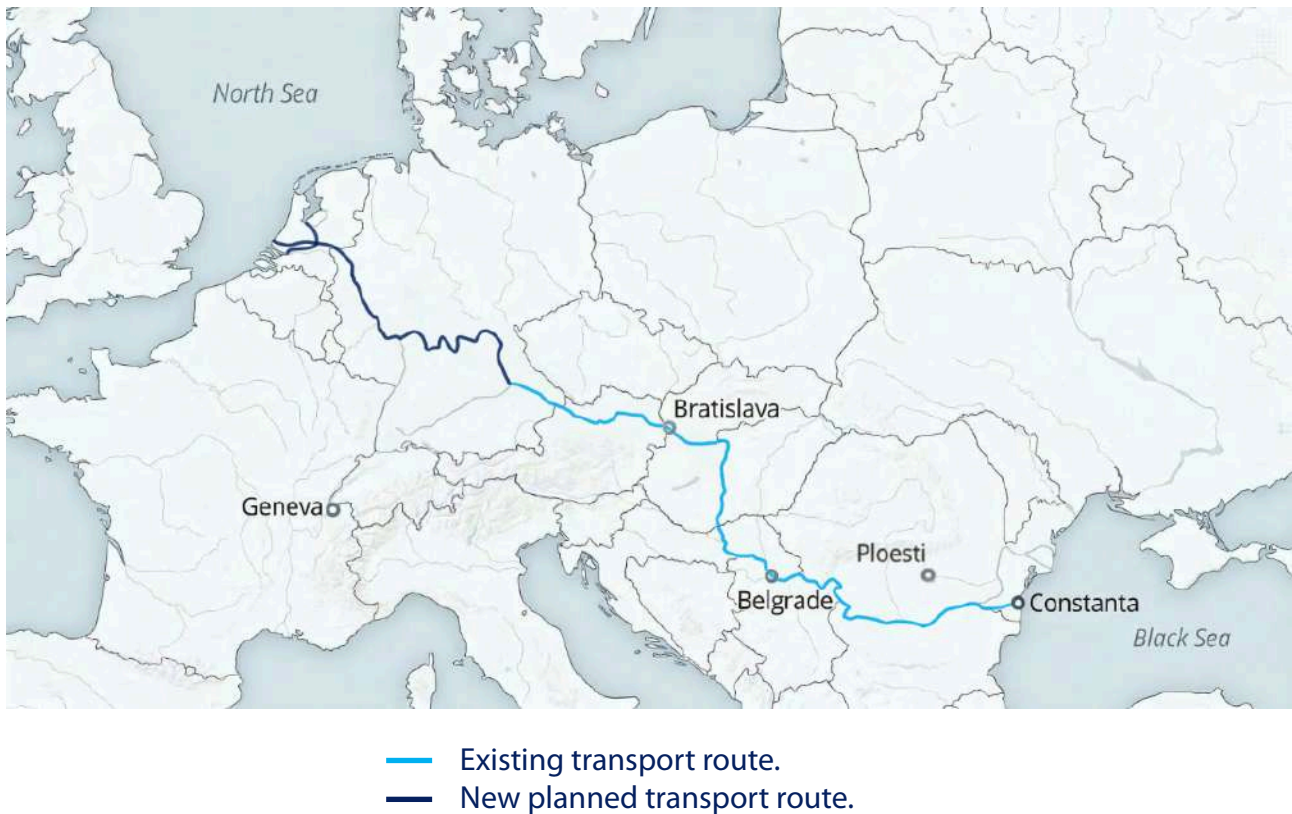 North Sea
Bratislava
Geneva
Ploesti
Belgrade
Constanta
Black Sea
Existing transport route.
New planned transport route.